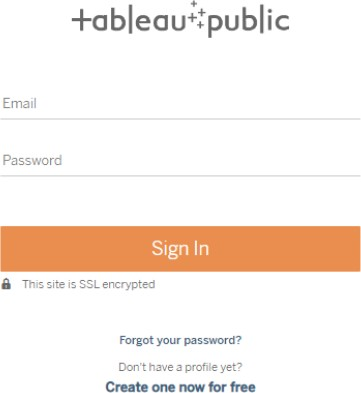 tableau public
Email
Password
Sign In
This site is SSL encrypted
Forgot your password?
Don't have a profile yet?
Create one now for free